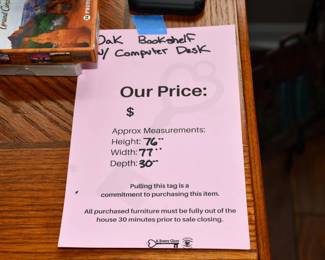 Oak Bookshelf
w/ Computer Desk
Our Price:
$
Approx Measurements:
Height: 76"
Width: 77"
Depth: 30"
Pulling this tag is a
commitment to purchasing this item.
All purchased furniture must be fully out of the
house 30 minutes prior to sale closing.